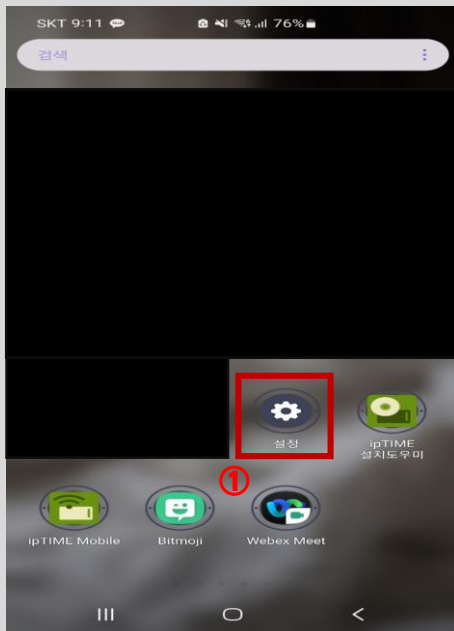 SKT 9:11 76%
검색
설정
ipTIME
설치도우미
①
ipTIME Mobile Bitmoji Webex Meet